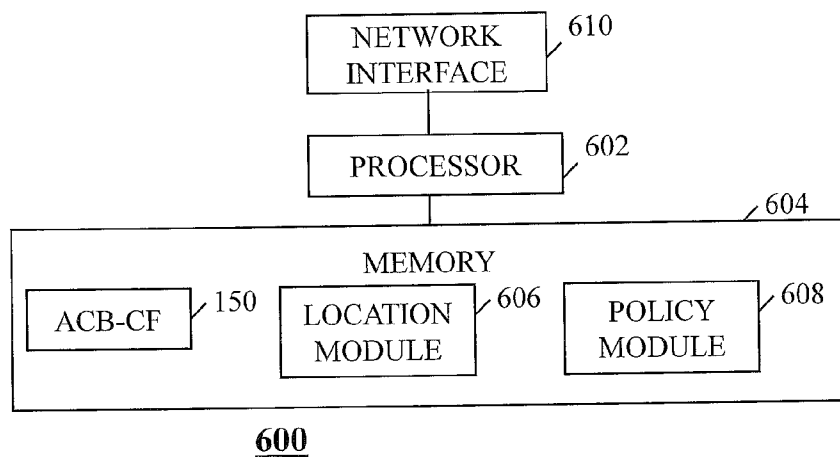 NETWORK
INTERFACE
610
PROCESSOR
602
604
MEMORY
ACB-CF
150
LOCATION
MODULE
606
POLICY
MODULE
608
600